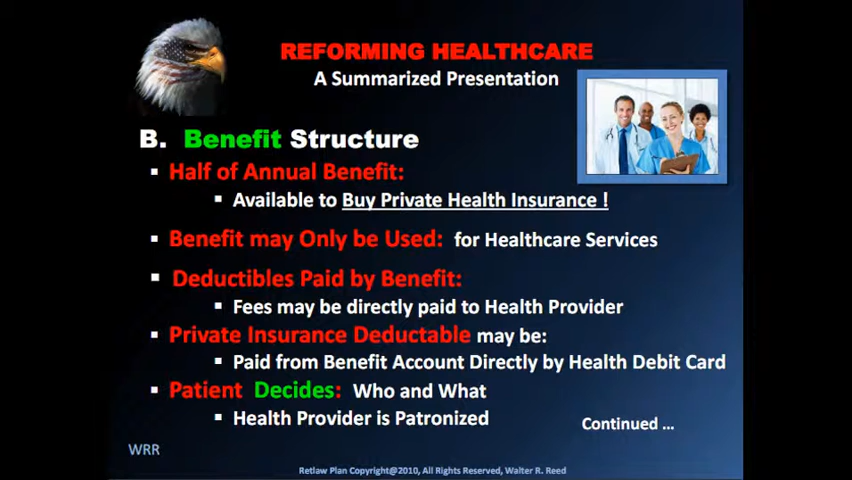 REFORMING HEALTHCARE
A Summarized Presentation
B. Benefit Structure
▪ Half of Annual Benefit:
▪ Available to Buy Private Health Insurance !
▪ Benefit may Only be Used: for Healthcare Services
▪ Deductibles Paid by Benefit:
▪ Fees may be directly paid to Health Provider
▪ Private Insurance Deductable may be:
▪ Paid from Benefit Account Directly by Health Debit Card
▪ Patient Decides: Who and What
▪ Health Provider is Patronized
Continued ...
WRR
Retlaw Plan Copyright@2010, All Rights Reserved, Walter R. Reed